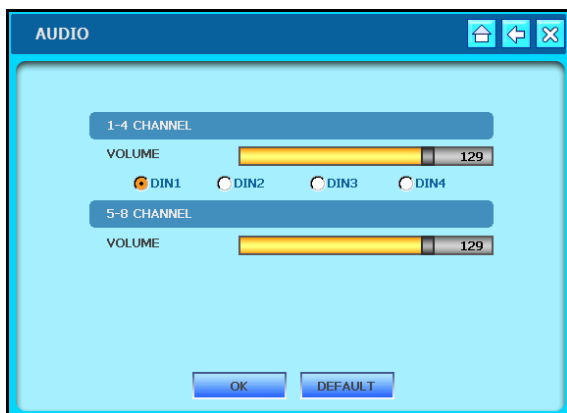 AUDIO
1-4 CHANNEL
VOLUME 129
DIN1 DIN2 DIN3 DIN4
5-8 CHANNEL
VOLUME 129
OK DEFAULT